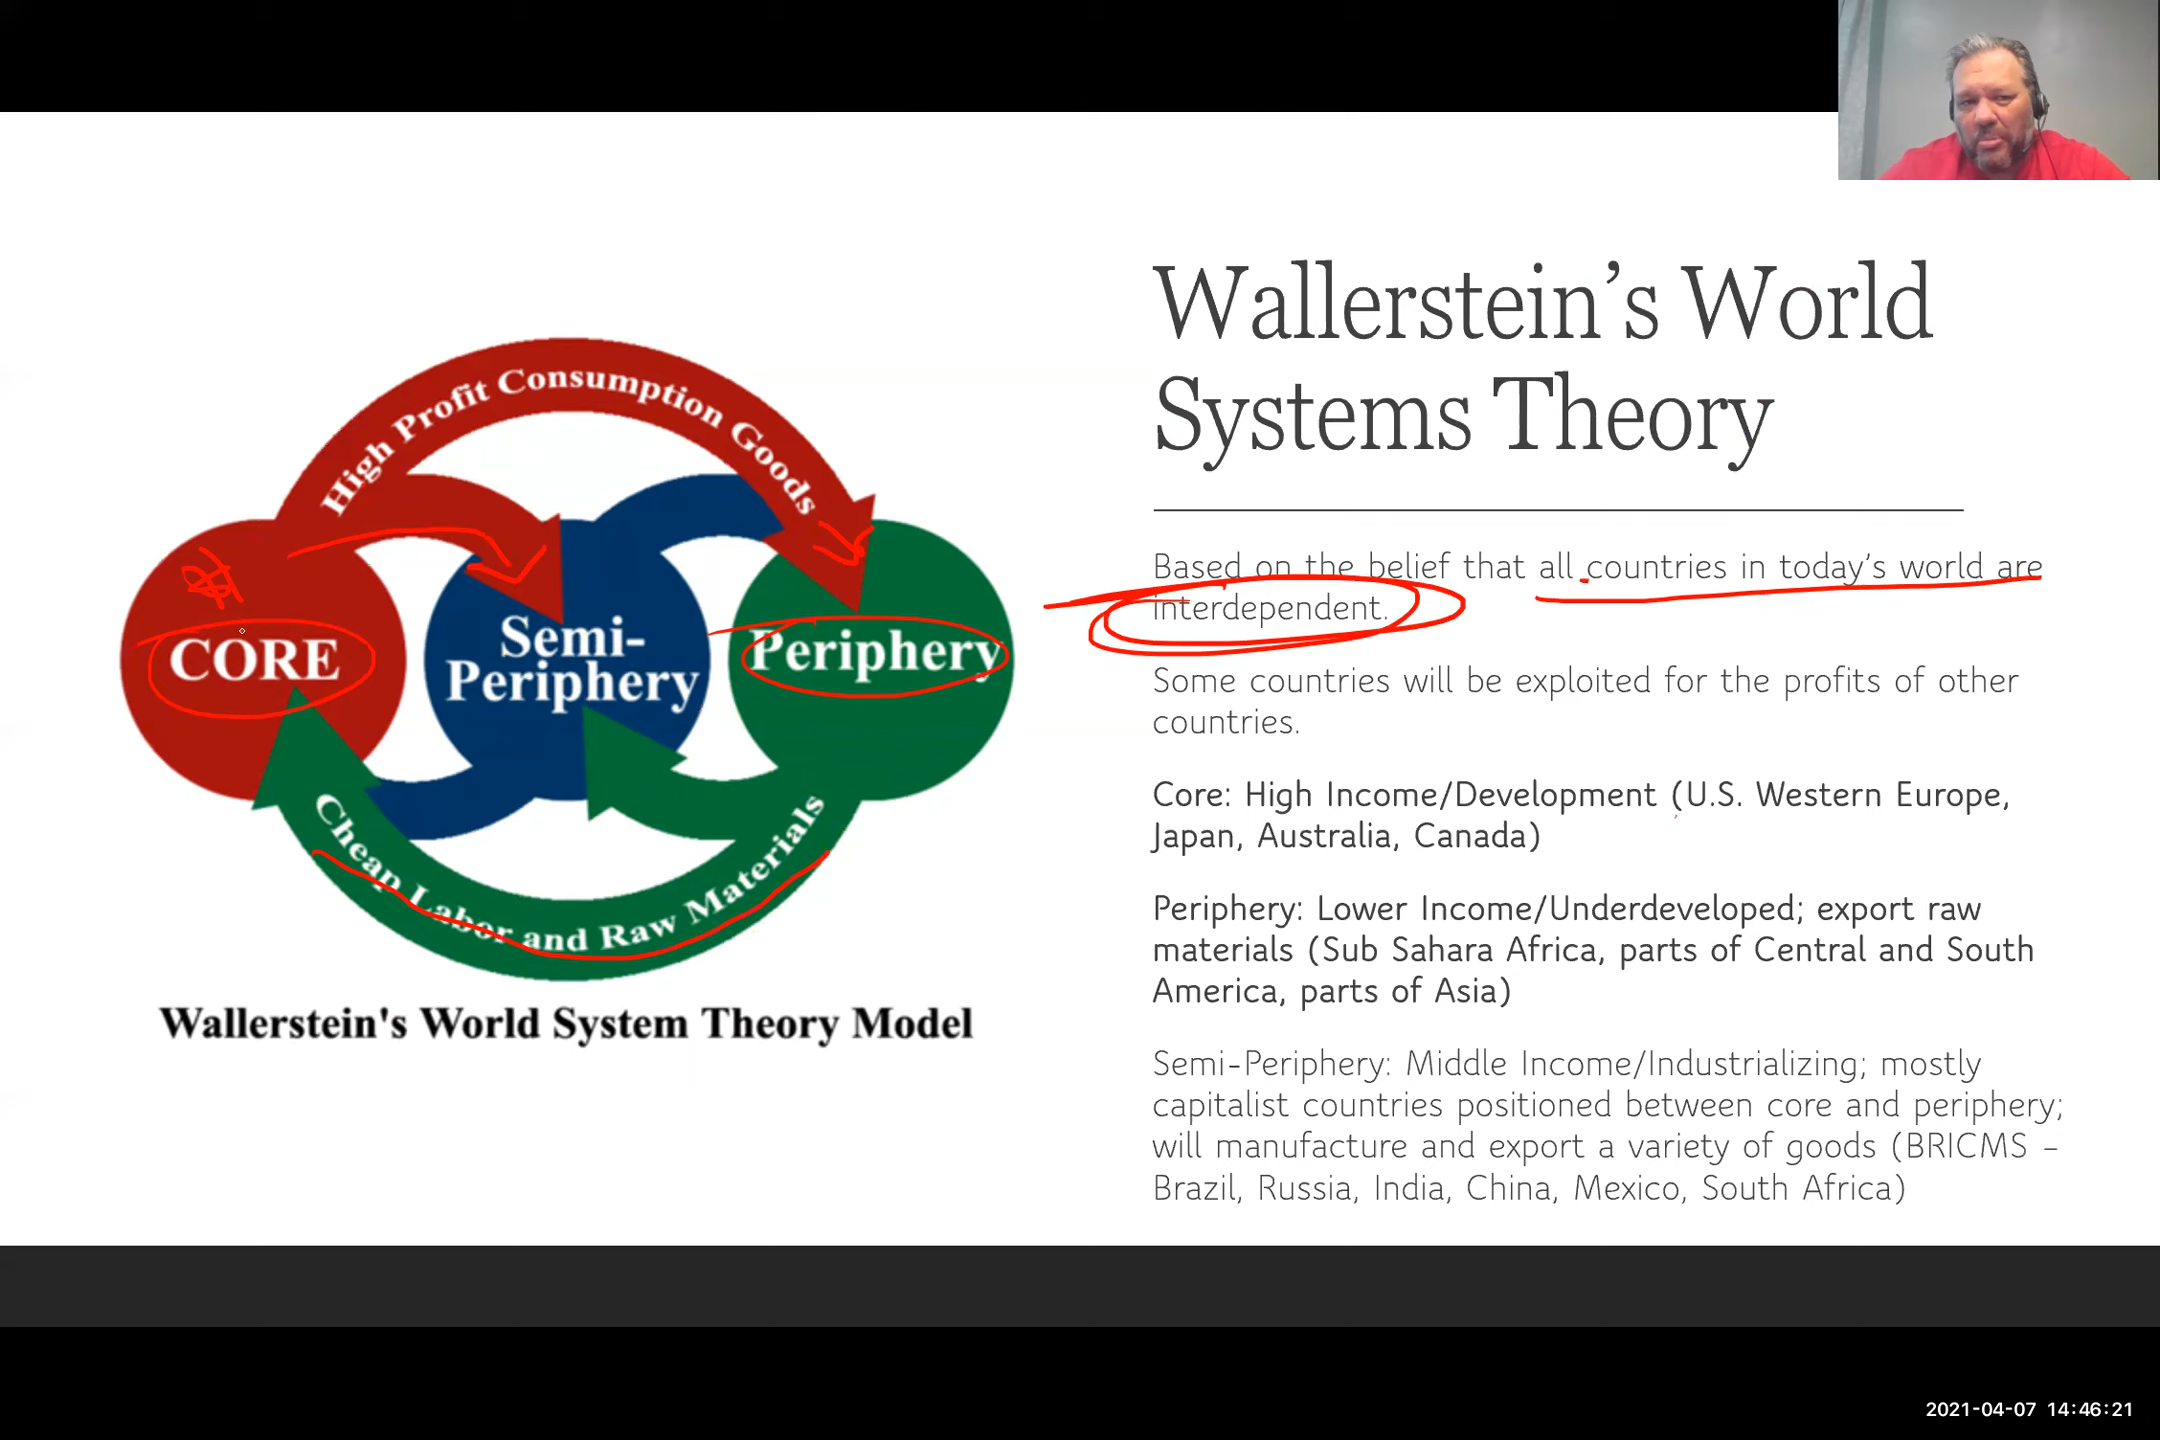 High Profit Consumption Goods
CORE
Semi-
Periphery
Periphery
Cheap Labor and Raw Materials
Wallerstein's World System Theory Model
Wallerstein’s World
Systems Theory
Based on the belief that all countries in today’s world are
interdependent.
Some countries will be exploited for the profits of other
countries.
Core: High Income/Development (U.S. Western Europe,
Japan, Australia, Canada)
Periphery: Lower Income/Underdeveloped; export raw
materials (Sub Sahara Africa, parts of Central and South
America, parts of Asia)
Semi-Periphery: Middle Income/Industrializing; mostly
capitalist countries positioned between core and periphery;
will manufacture and export a variety of goods (BRICMS –
Brazil, Russia, India, China, Mexico, South Africa)
2021-04-07 14:46:21